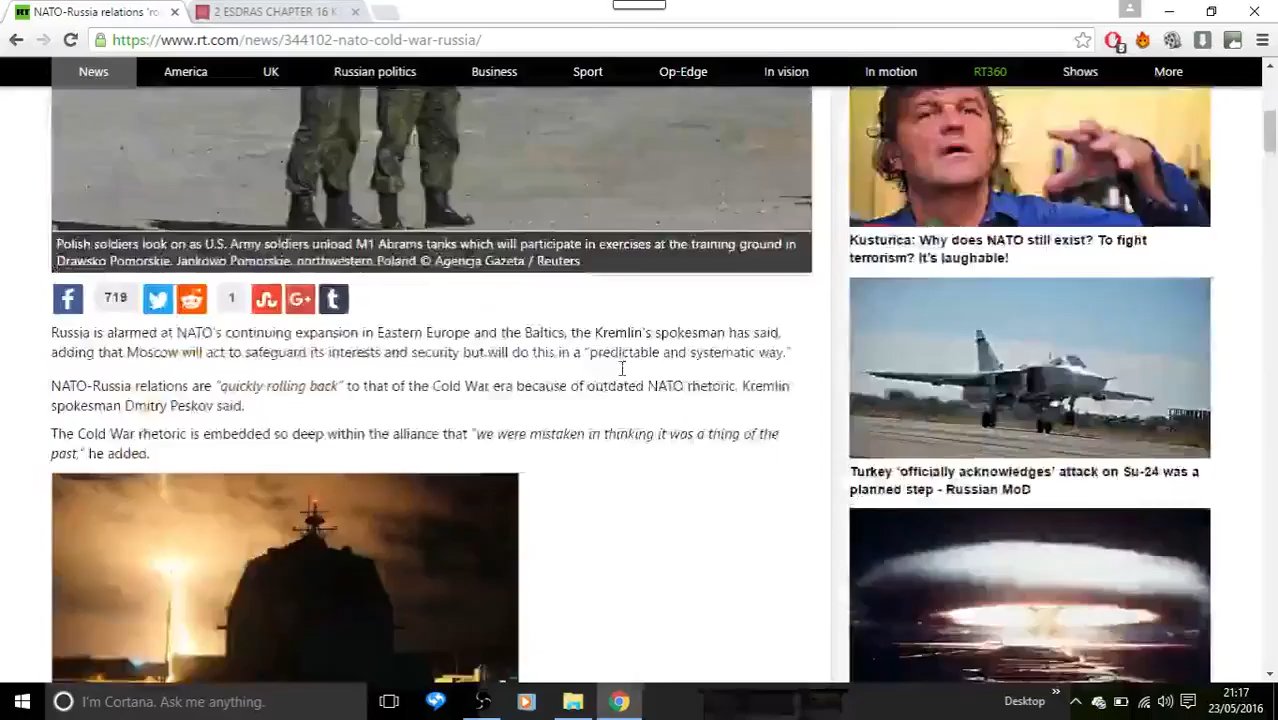 NATO-Russia relations 'ro
2 ESDRAS CHAPTER 16 K
https://www.rt.com/news/344102-nato-cold-war-russia/
News America UK Russian politics Business Sport Op-Edge In vision In motion RT360 Shows More
Polish soldiers look on as U.S. Army soldiers unload M1 Abrams tanks which will participate in exercises at the training ground in
Drawsko Pomorskie, Jankowo Pomorskie, northwestern Poland © Agencja Gazeta / Reuters
719
1
Russia is alarmed at NATO's continuing expansion in Eastern Europe and the Baltics, the Kremlin's spokesman has said,
adding that Moscow will act to safeguard its interests and security but will do this in a “predictable and systematic way.”
NATO-Russia relations are “quickly rolling back” to that of the Cold War era because of outdated NATO rhetoric, Kremlin
spokesman Dmitry Peskov said.
The Cold War rhetoric is embedded so deep within the alliance that “we were mistaken in thinking it was a thing of the
past,” he added.
Kusturica: Why does NATO still exist? To fight
terrorism? It's laughable!
Turkey ‘officially acknowledges’ attack on Su-24 was a
planned step - Russian MoD
I'm Cortana. Ask me anything.
Desktop
21:17
23/05/2016